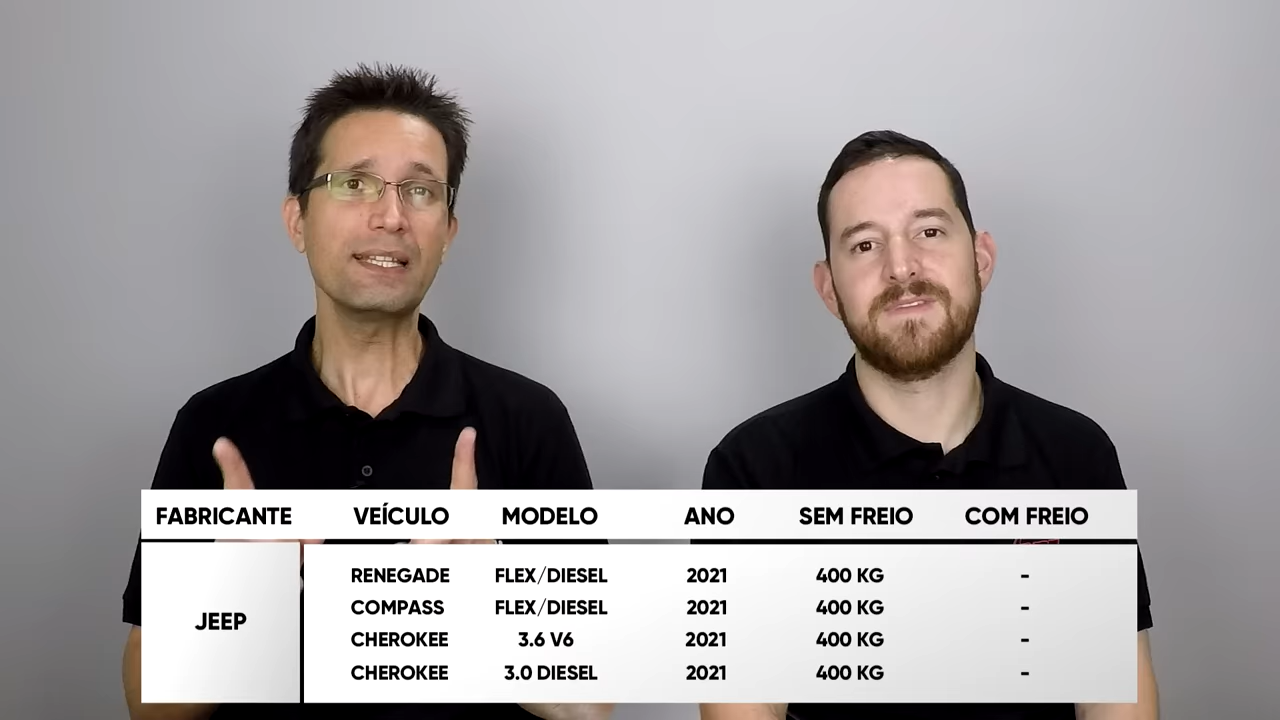 FABRICANTE VEÍCULO MODELO ANO SEM FREIO COM FREIO
RENEGADE FLEX/DIESEL 2021 400 KG -
COMPASS FLEX/DIESEL 2021 400 KG -
JEEP
CHEROKEE 3.6 V6 2021 400 KG -
CHEROKEE 3.0 DIESEL 2021 400 KG -